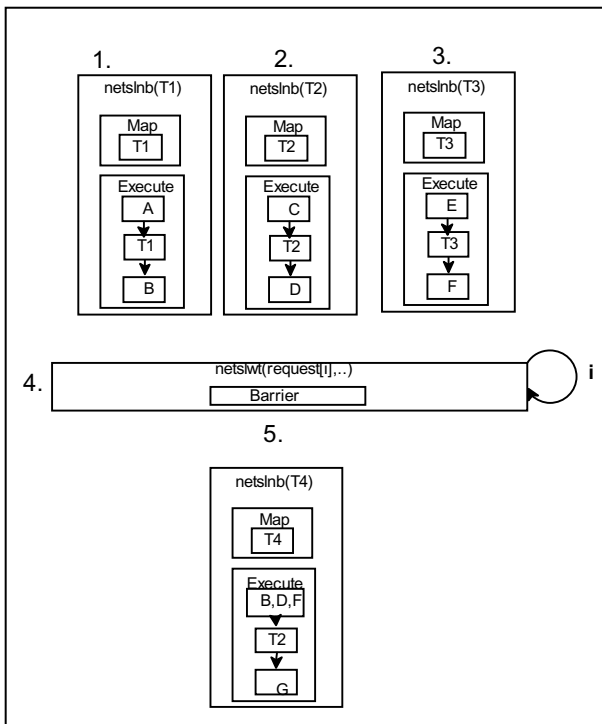 1.
netslnb(T1)
Map
T1
Execute
A
T1
B
2.
netslnb(T2)
Map
T2
Execute
C
T2
D
3.
netslnb(T3)
Map
T3
Execute
E
T3
F
4.
netslwt(request[i],..)
Barrier
i
5.
netslnb(T4)
Map
T4
Execute
B,D,F
T2
G